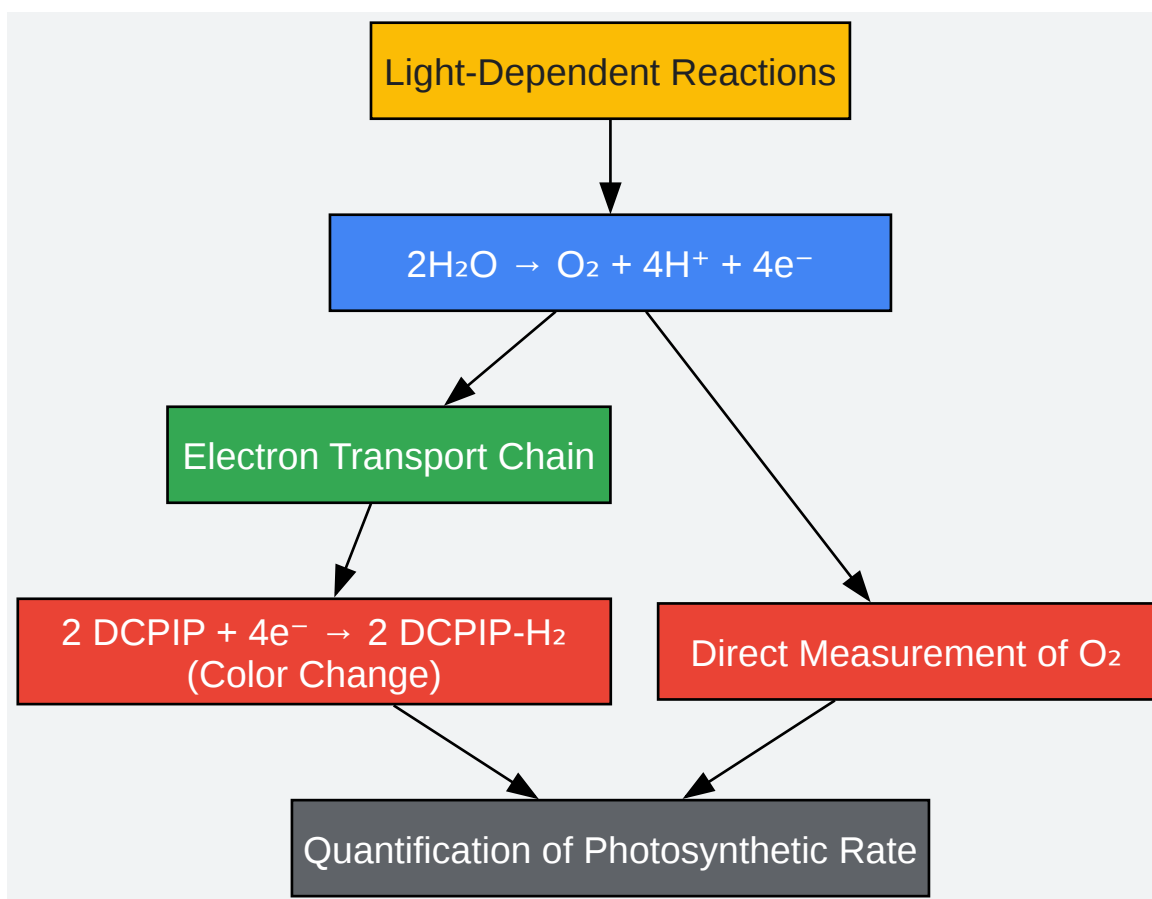 Light-Dependent Reactions
2H₂O → O₂ + 4H⁺ + 4e⁻
Electron Transport Chain
2 DCPIP + 4e⁻ → 2 DCPIP-H₂
(Color Change)
Direct Measurement of O₂
Quantification of Photosynthetic Rate